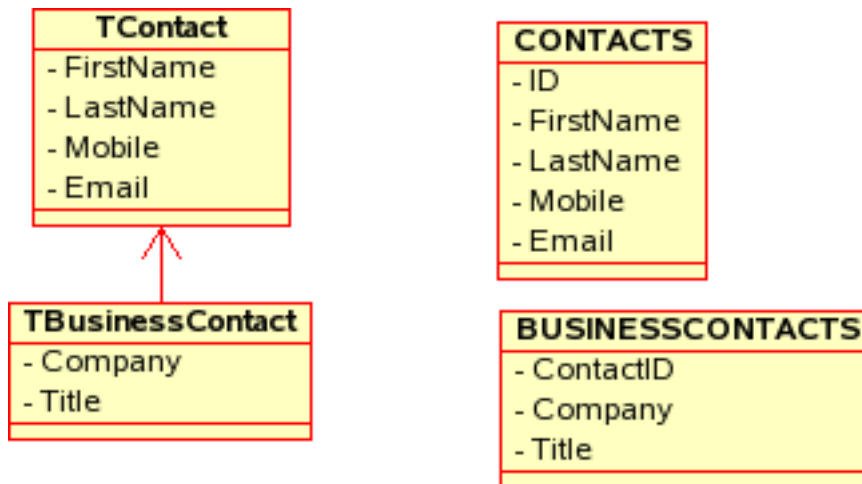 TContact
- FirstName
- LastName
- Mobile
- Email
TBusinessContact
- Company
- Title
CONTACTS
- ID
- FirstName
- LastName
- Mobile
- Email
BUSINESSCONTACTS
- ContactID
- Company
- Title